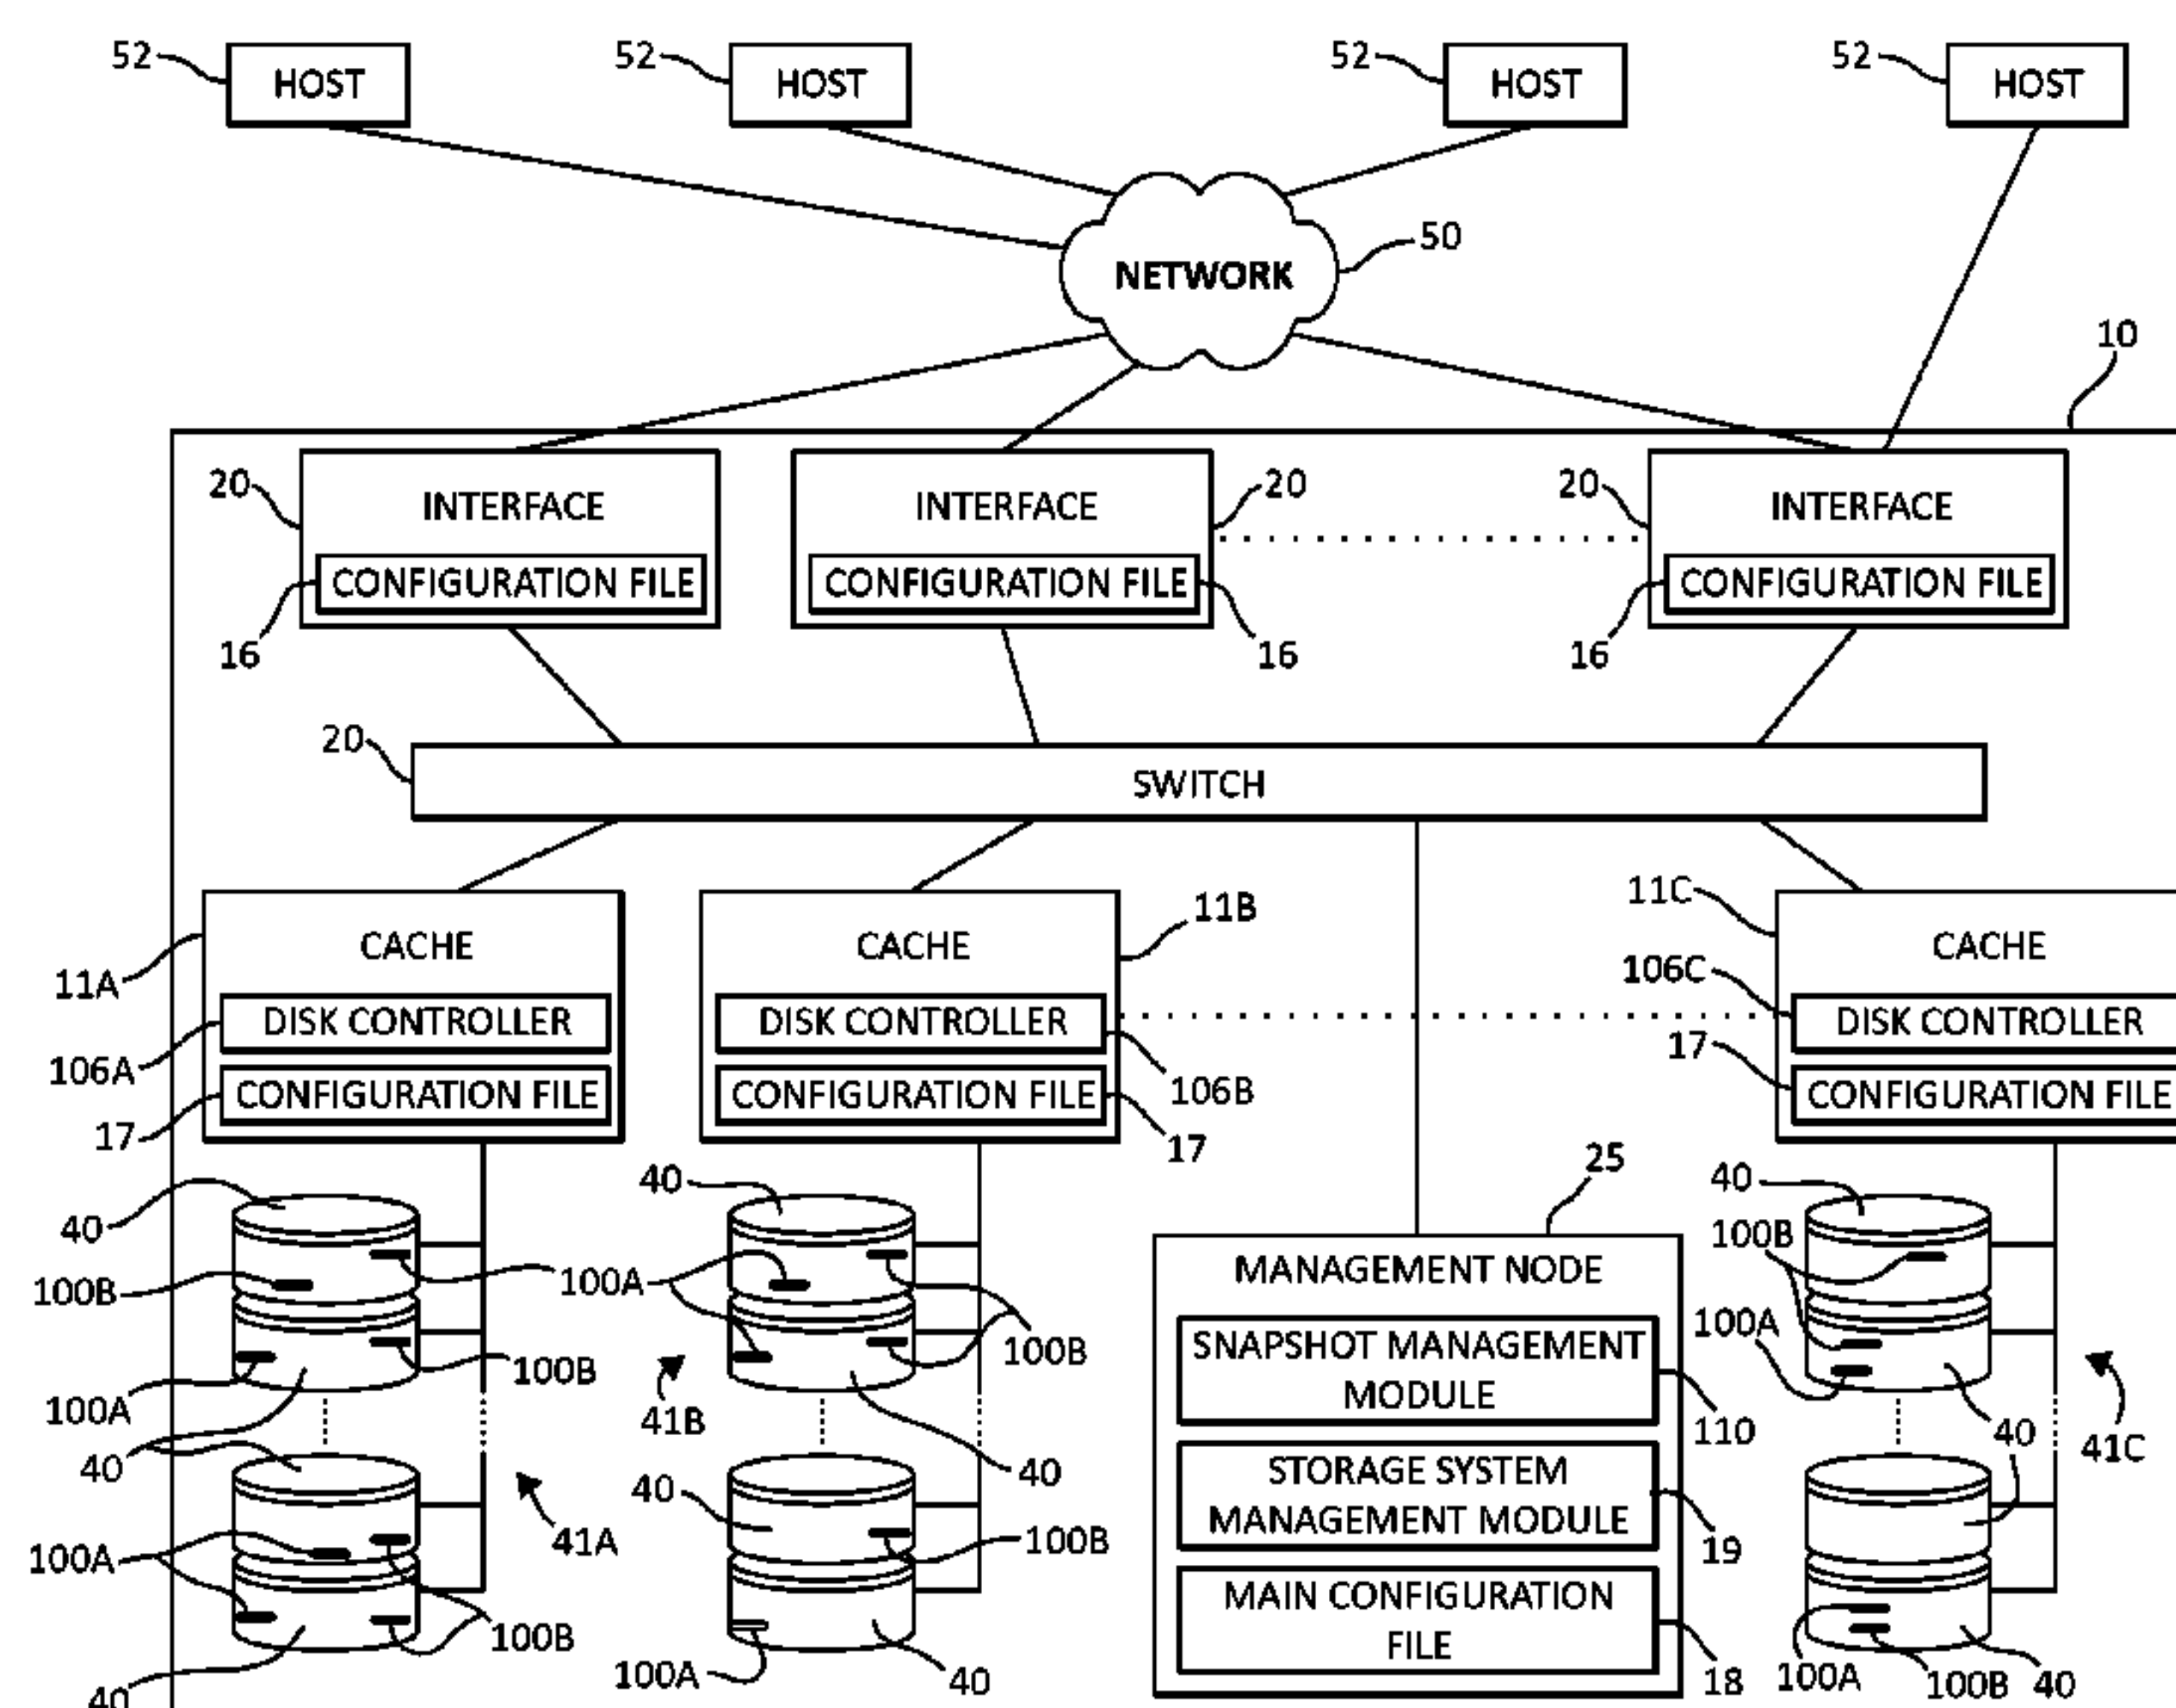 52 HOST 52 HOST 52 HOST 52 HOST
NETWORK 50
10
20 INTERFACE INTERFACE 20 20 INTERFACE
CONFIGURATION FILE CONFIGURATION FILE CONFIGURATION FILE
16 16 16
20 SWITCH
11A CACHE CACHE 11B 11C CACHE
106C
DISK CONTROLLER DISK CONTROLLER DISK CONTROLLER
106A 106B 17
CONFIGURATION FILE CONFIGURATION FILE CONFIGURATION FILE
17 17
25
40 40 40
100B 100A 100B
MANAGEMENT NODE
100A 100B 100B 100A
SNAPSHOT MANAGEMENT
MODULE
110
41B 40 41C
40 40 40
STORAGE SYSTEM
MANAGEMENT MODULE
19
100A 41A 100B
MAIN CONFIGURATION
FILE
18
100B
40 100A 40 100A 100B 40